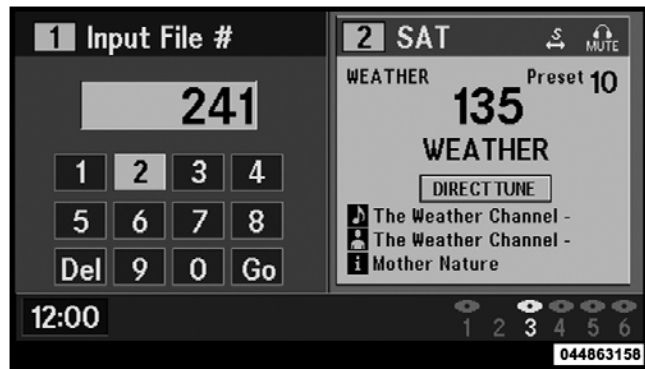 1 Input File #
241
1 2 3 4
5 6 7 8
Del 9 0 Go
2 SAT S MUTE
WEATHER Preset 10
135
WEATHER
DIRECT TUNE
The Weather Channel -
The Weather Channel -
i Mother Nature
12:00
1 2 3 4 5 6
044863158